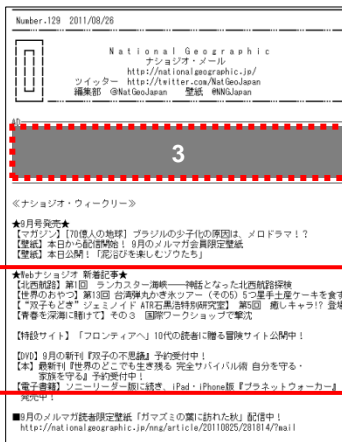 Number.129 2011/08/26
National Geographic
ナショジオ・メール
http://nationalgeographic.jp/
ツイッター http://twitter.com/NatGeoJapan
編集部 @NatGeoJapan 壁紙 @NNGJapan
AD
3
≪ナショジオ・ウィークリー≫
★9月号発売★
【マガジン】[70億人の地球] ブラジルの少子化の原因は、メロドラマ！？
【壁紙】本日から配信開始！ 9月のメルマガ会員限定壁紙
【壁紙】本日公開！「泥浴びを楽しむゾウたち」
★Webナショジオ 新着記事★
【北西航路】第1回 ランカスター海峡――神話となった北西航路探検
【世界のおやつ】第13回 台湾弾丸かき氷ツアー（その5）5つ星手土産ケーキを食す
【“双子もどき”ジェミノイド ATR石黒浩特別研究室】 第5回 癒しキャラ!? 登場
【青春を深海に賭けて】その3 国際ワークショップで撃沈
【特設サイト】「フロンティアへ」10代の読者に贈る冒険サイト公開中！
【DVD】9月の新刊『双子の不思議』予約受付中！
【本】最新刊『世界のどこでも生き残る 完全サバイバル術 自分を守る・
家族を守る』予約受付中！
【電子書籍】ソニーリーダー版に続き、iPad・iPhone版『プラネットウォーカー』
発売中！
■9月のメルマガ読者限定壁紙「ガマズミの葉に訪れた秋」配信中！
http://nationalgeographic.jp/nng/article/20110825/281814/?mail